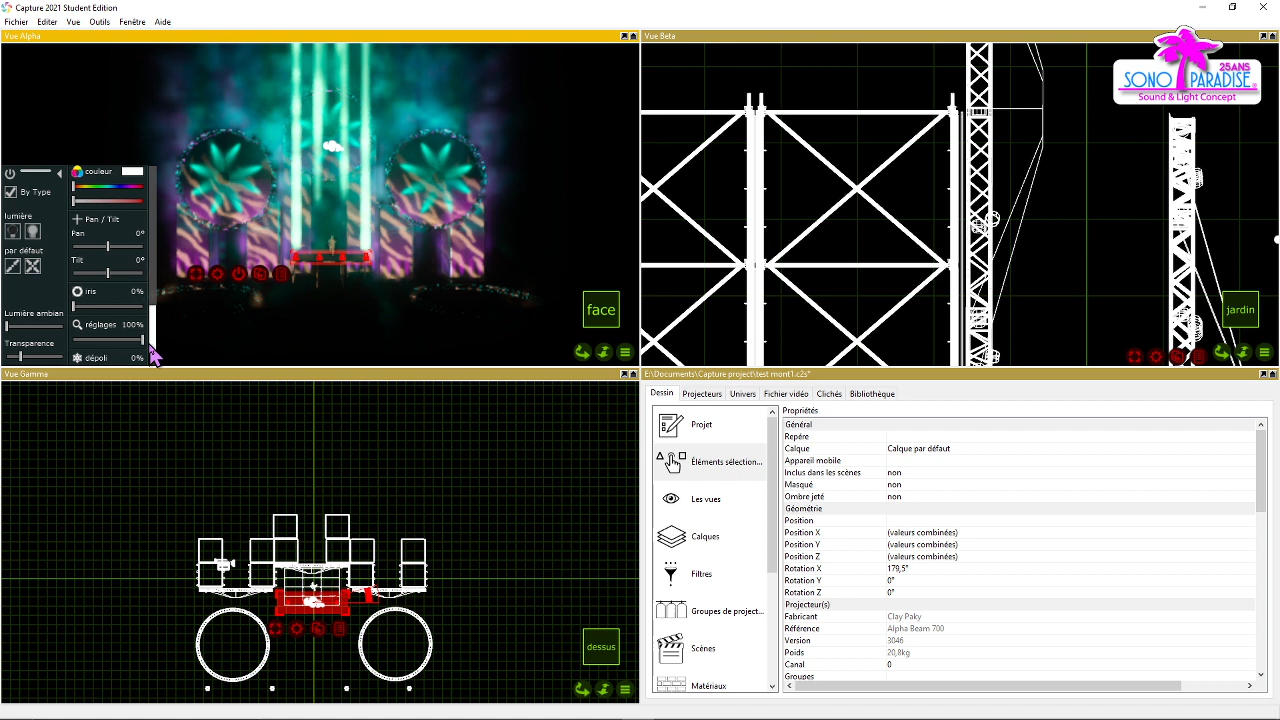 Capture 2021 Student Edition
Fichier Editer Vue Outils Fenêtre Aide
Vue Alpha
couleur
By Type
lumière
Pan / Tilt
Pan 0°
par défaut
Tilt 0°
iris 0%
Lumière ambian
réglages 100%
Transparence
dépoli 0%
face
Vue Beta
25ANS
SONO PARADISE®
Sound & Light Concept
jardin
Vue Gamma
dessus
E:\Documents\Capture project\test mont1.c2s*
Dessin Projecteurs Univers Fichier vidéo Clichés Bibliothèque
Projet
Éléments sélection...
Les vues
Calques
Filtres
Groupes de project...
Scènes
Matériaux
Propriétés
Général
Repére
Calque Calque par défaut
Appareil mobile
Inclus dans les scènes non
Masqué non
Ombre jeté non
Géométrie
Position
Position X (valeurs combinées)
Position Y (valeurs combinées)
Position Z (valeurs combinées)
Rotation X 179,5°
Rotation Y 0°
Rotation Z 0°
Projecteur(s)
Fabricant Clay Paky
Référence Alpha Beam 700
Version 3046
Poids 20,8kg
Canal 0
Groupes